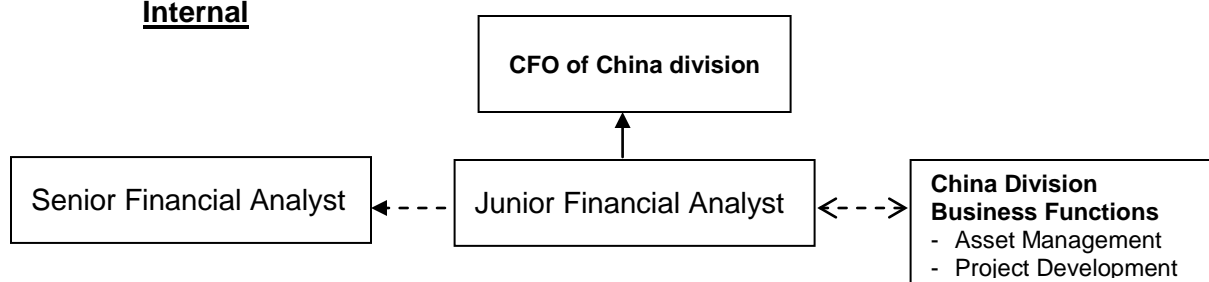 Internal
CFO of China division
Senior Financial Analyst
Junior Financial Analyst
China Division
Business Functions
- Asset Management
- Project Development